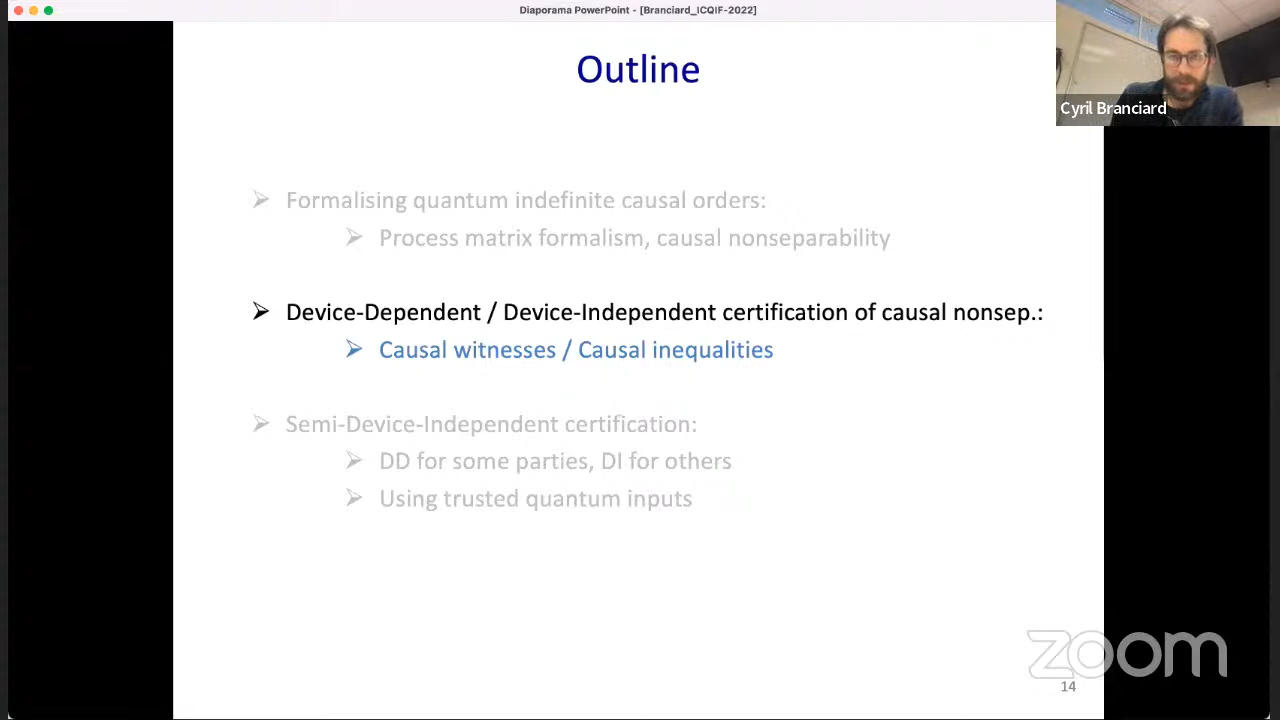 Diaporama PowerPoint - [Branciard_ICQIF-2022]
Outline
Cyril Branciard
Formalising quantum indefinite causal orders:
Process matrix formalism, causal nonseparability
Device-Dependent / Device-Independent certification of causal nonsep.:
Causal witnesses / Causal inequalities
Semi-Device-Independent certification:
DD for some parties, DI for others
Using trusted quantum inputs
zoom
14